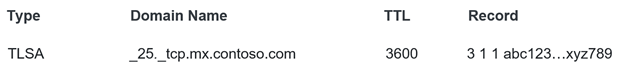 Type Domain Name TTL Record
TLSA _25._tcp.mx.contoso.com 3600 3 1 1 abc123…xyz789